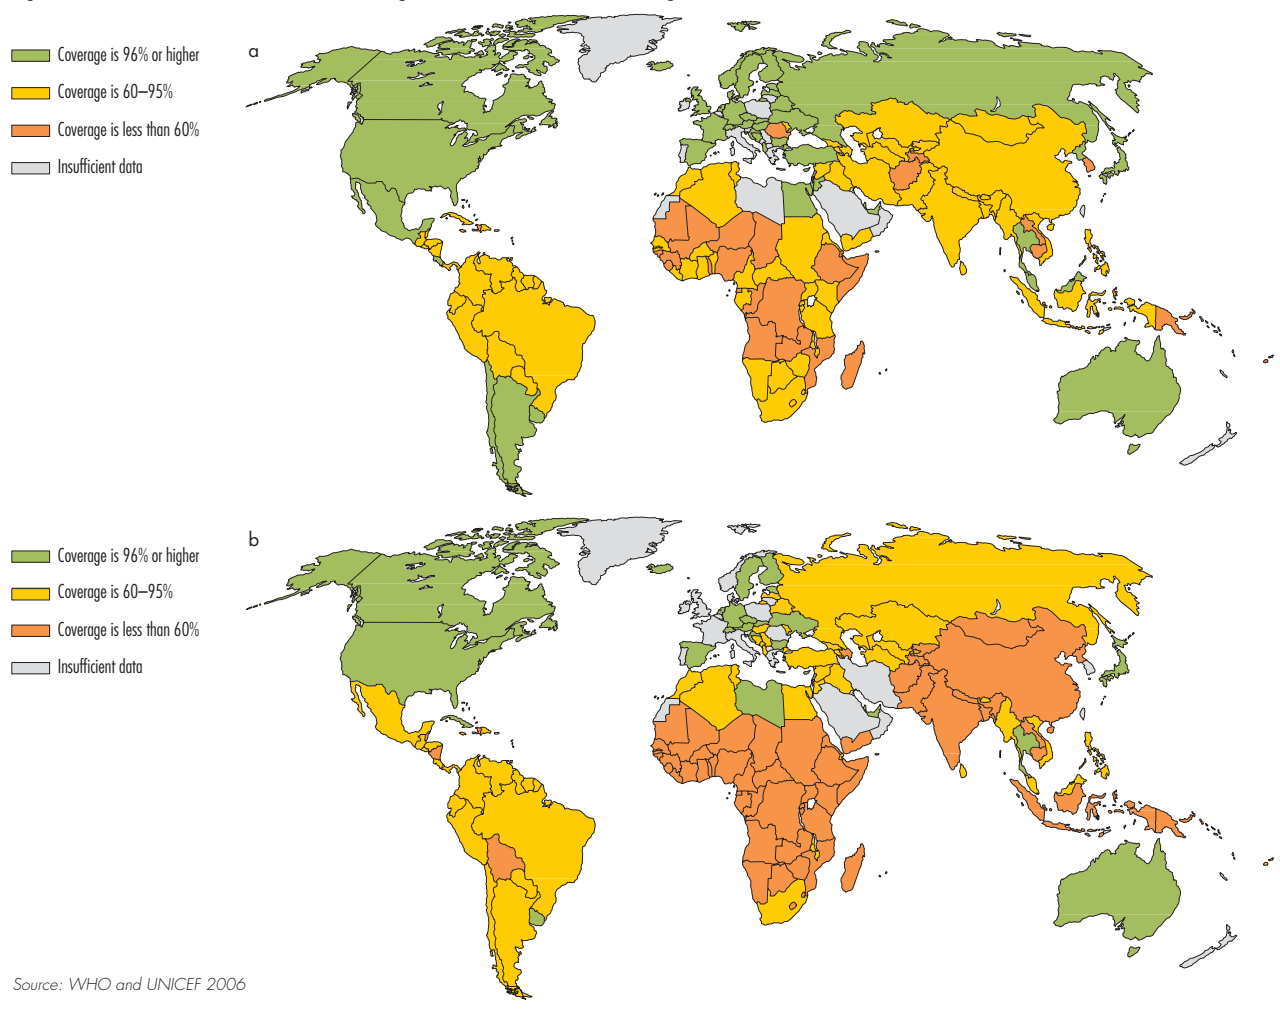 a
Coverage is 96% or higher
Coverage is 60–95%
Coverage is less than 60%
Insufficient data
b
Coverage is 96% or higher
Coverage is 60–95%
Coverage is less than 60%
Insufficient data
Source: WHO and UNICEF 2006